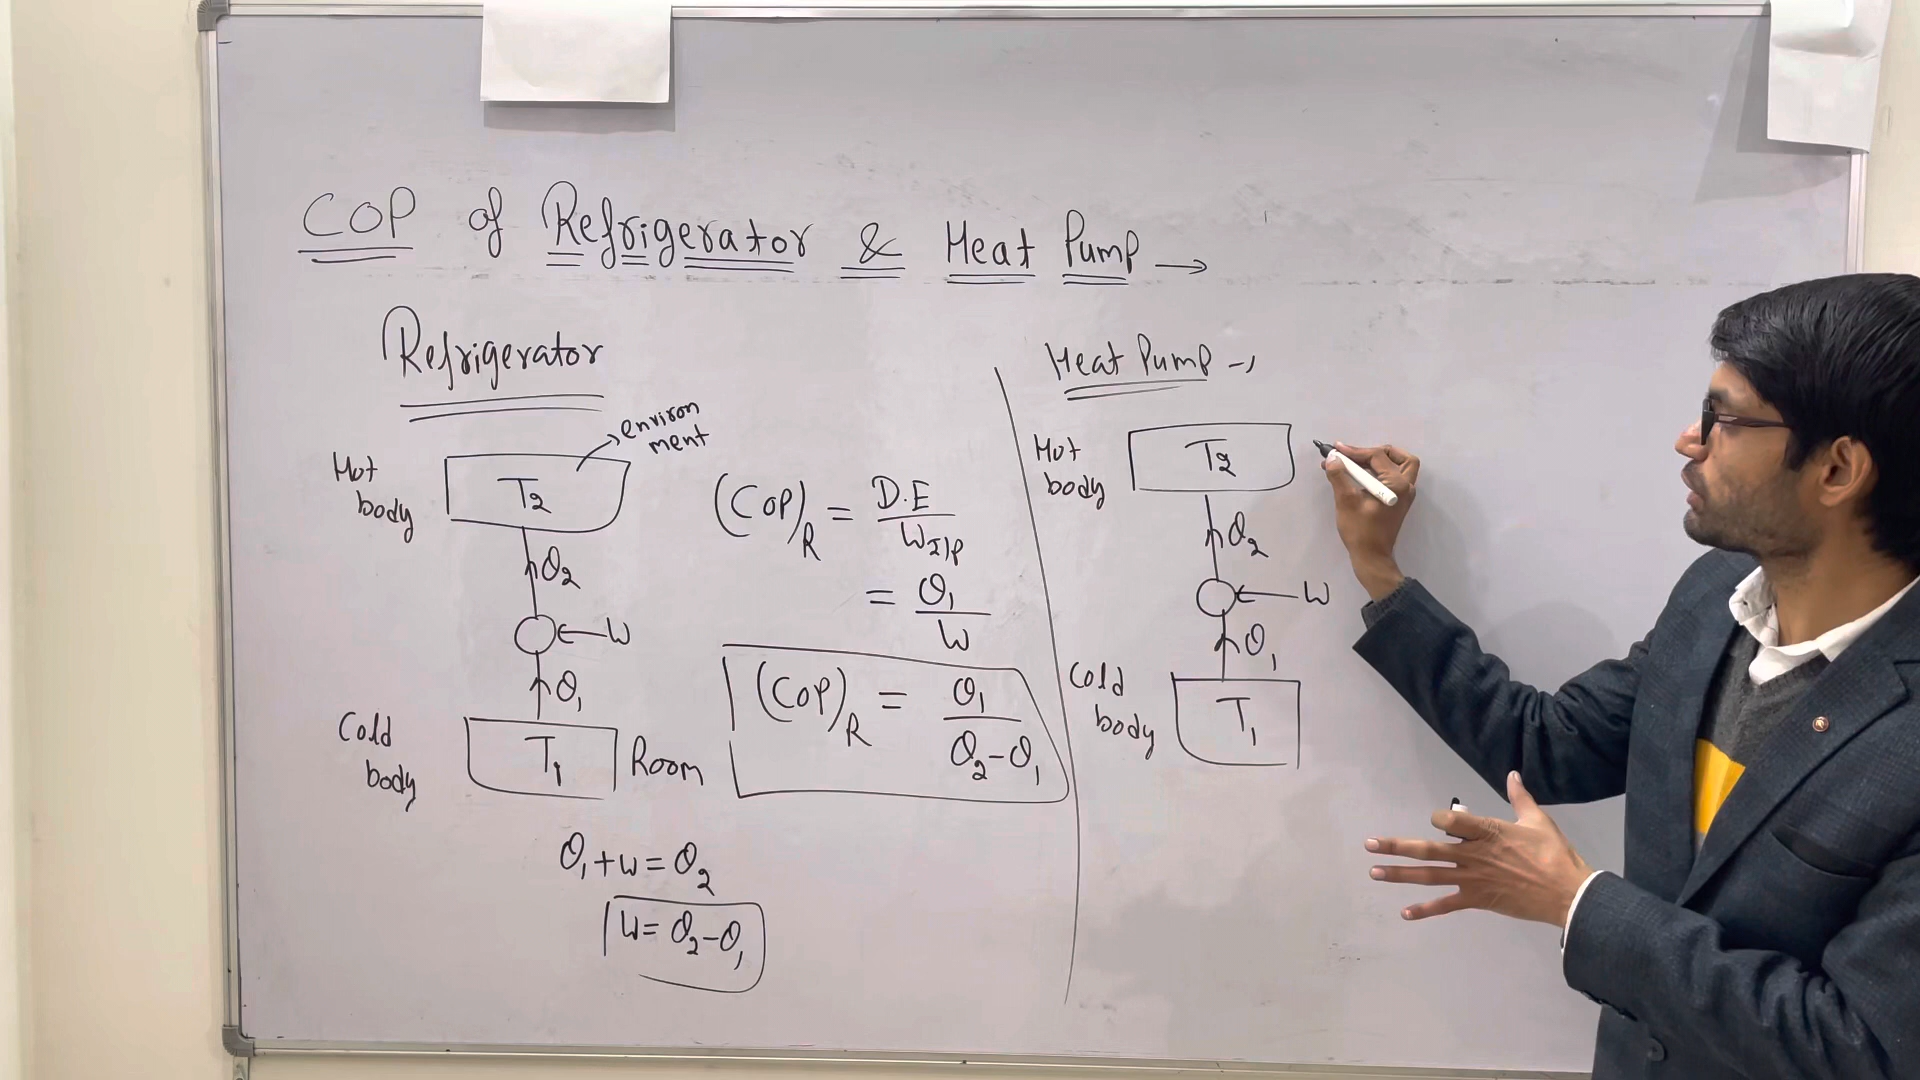 COP of Refrigerator & Heat Pump →
Refrigerator
→ environ
ment
Hot
body
T₂
Q₂
W
Q₁
Cold
body
T₁
Room
Q₁ + W = Q₂
W = Q₂ - Q₁
(COP)R = D.E / W I/P
= Q₁ / W
(COP)R = Q₁ / Q₂ - Q₁
Heat Pump →
Hot
body
T₂
Q₂
W
Q₁
Cold
body
T₁